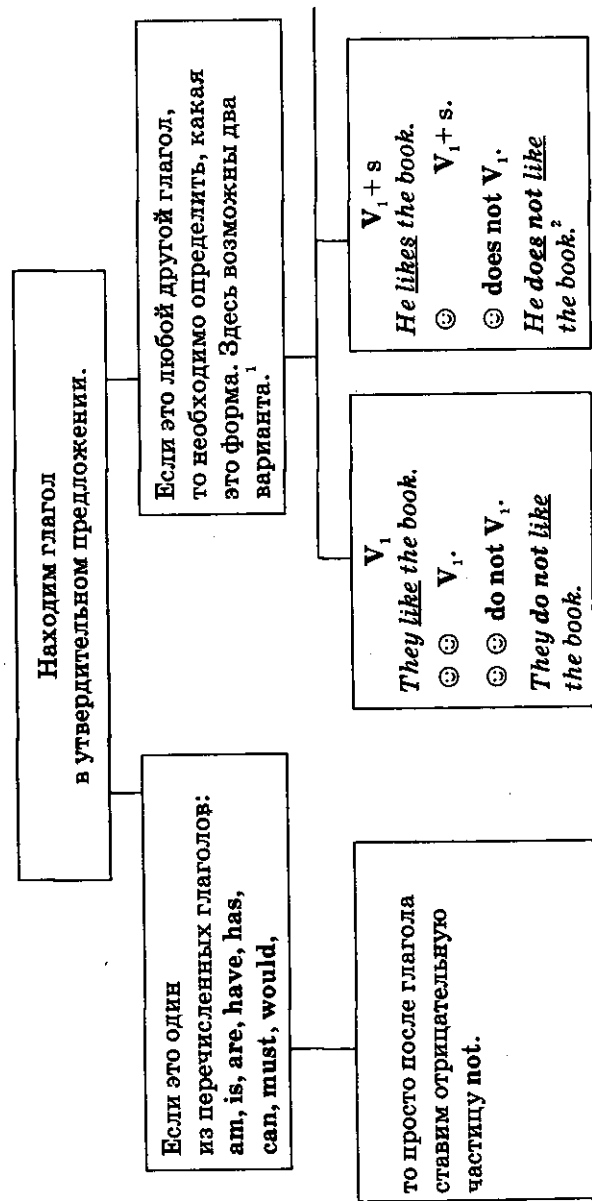 Находим глагол
в утвердительном предложении.
Если это один
из перечисленных глаголов:
am, is, are, have, has,
can, must, would,
Если это любой другой глагол,
то необходимо определить, какая
это форма. Здесь возможны два
варианта.¹
то просто после глагола
ставим отрицательную
частицу not.
V₁
They like the book.
☺ ☺ V₁.
☺ ☺ do not V₁.
They do not like
the book.
V₁ + s
He likes the book.
☺ V₁ + s.
☺ does not V₁.
He does not like
the book.²